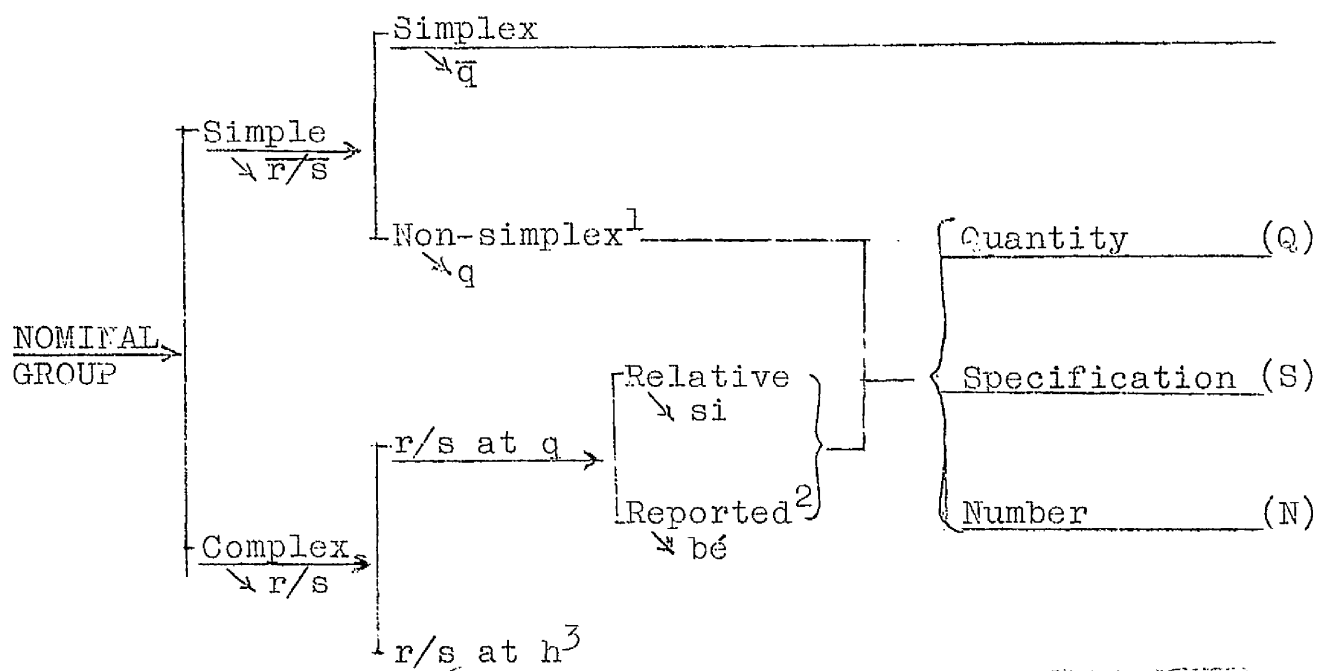 Simplex
↘ q̅
Simple
↘ r̅/̅s̅
Non-simplex¹
↘ q
Quantity (Q)
NOMINAL
GROUP
Relative
↘ si
Specification (S)
r/s at q
Reported²
↘ bé
Number (N)
Complex
↘ r/s
r/s at h³